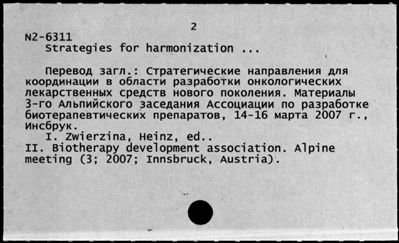 2
N2-6311
Strategies for harmonization ...
Перевод загл.: Стратегические направления для
координации в области разработки онкологических
лекарственных средств нового поколения. Материалы
3-го Альпийского заседания Ассоциации по разработке
биотерапевтических препаратов, 14-16 марта 2007 г.,
Инсбрук.
I. Zwierzina, Heinz, ed..
II. Biotherapy development association. Alpine
meeting (3; 2007; Innsbruck, Austria).